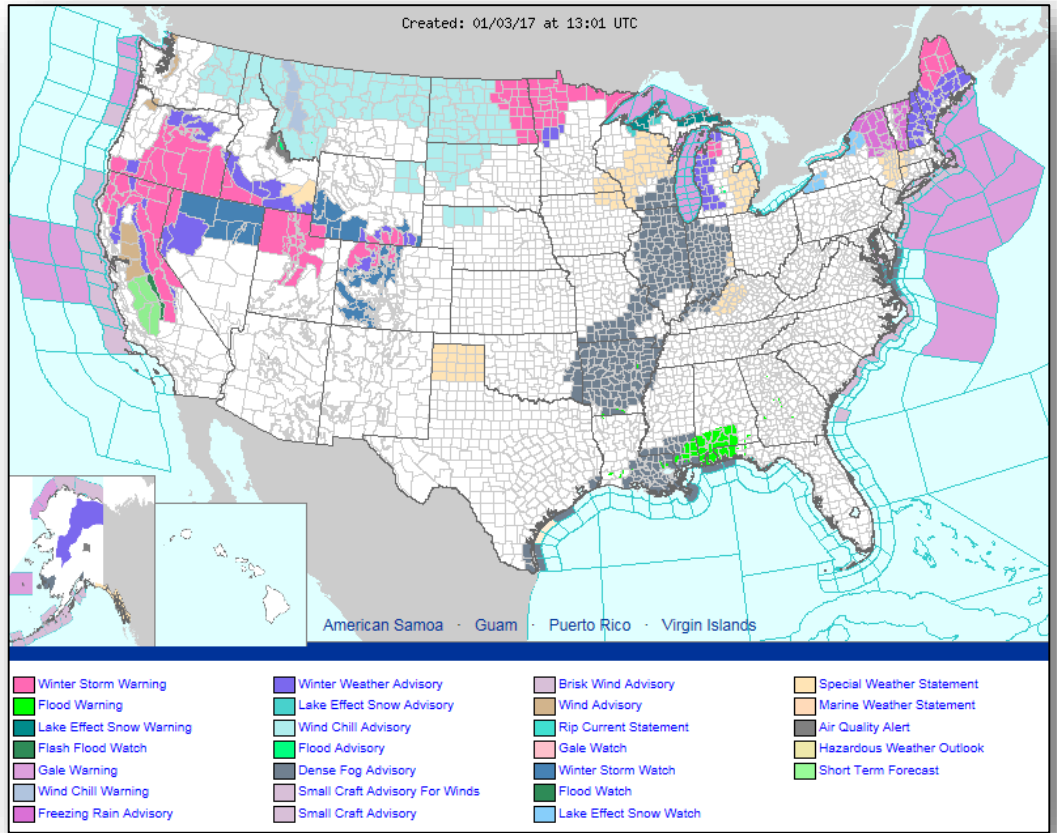 Created: 01/03/17 at 13:01 UTC
American Samoa · Guam · Puerto Rico · Virgin Islands
Winter Storm Warning
Flood Warning
Lake Effect Snow Warning
Flash Flood Watch
Gale Warning
Wind Chill Warning
Freezing Rain Advisory
Winter Weather Advisory
Lake Effect Snow Advisory
Wind Chill Advisory
Flood Advisory
Dense Fog Advisory
Small Craft Advisory For Winds
Small Craft Advisory
Brisk Wind Advisory
Wind Advisory
Rip Current Statement
Gale Watch
Winter Storm Watch
Flood Watch
Lake Effect Snow Watch
Special Weather Statement
Marine Weather Statement
Air Quality Alert
Hazardous Weather Outlook
Short Term Forecast